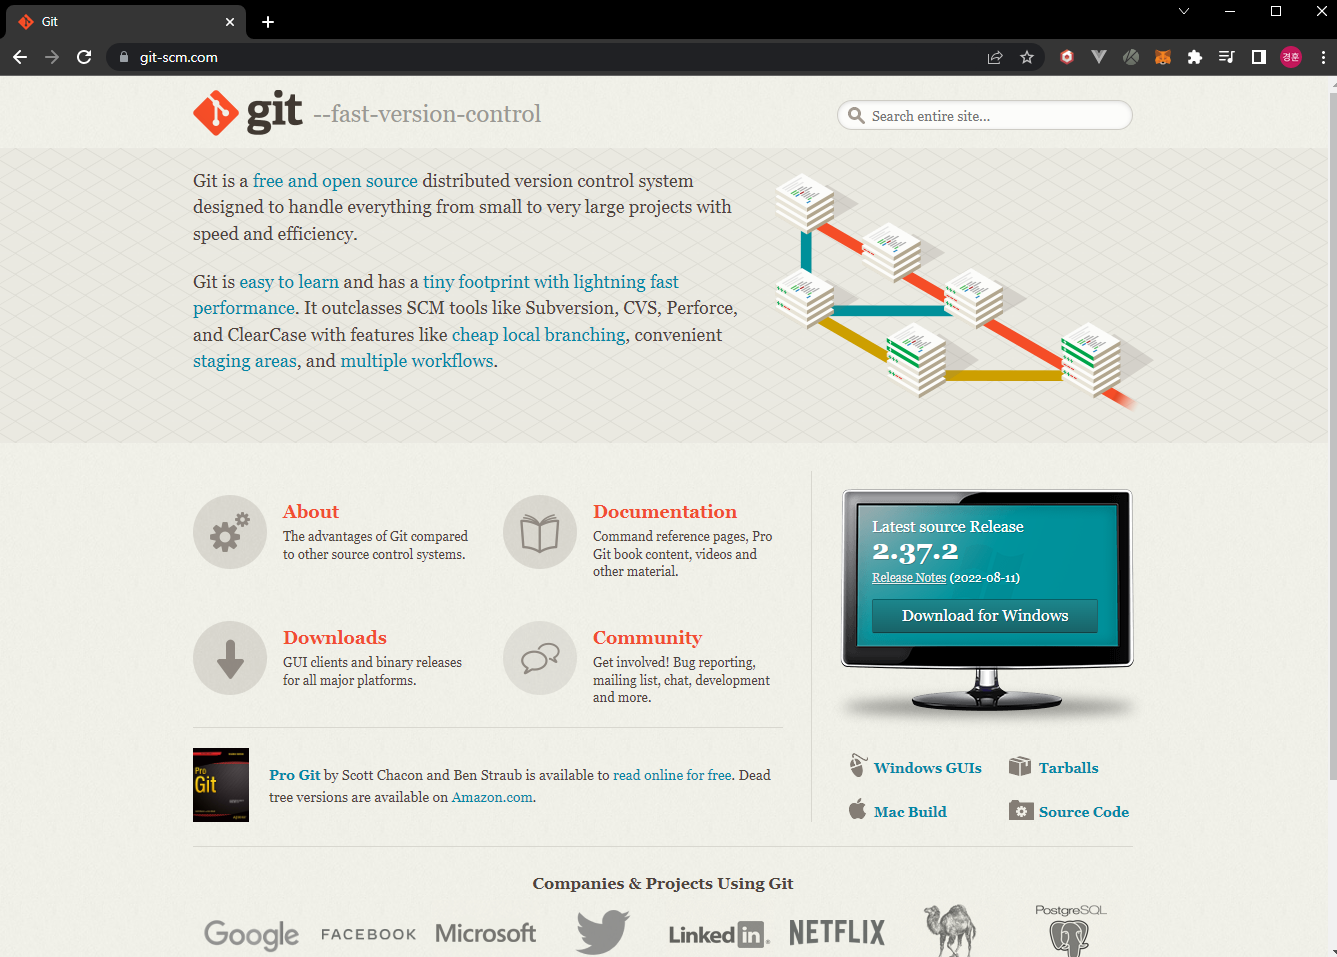 Git
git-scm.com
경훈
git --fast-version-control
Search entire site...
Git is a free and open source distributed version control system
designed to handle everything from small to very large projects with
speed and efficiency.
Git is easy to learn and has a tiny footprint with lightning fast
performance. It outclasses SCM tools like Subversion, CVS, Perforce,
and ClearCase with features like cheap local branching, convenient
staging areas, and multiple workflows.
About
The advantages of Git compared
to other source control systems.
Documentation
Command reference pages, Pro
Git book content, videos and
other material.
Downloads
GUI clients and binary releases
for all major platforms.
Community
Get involved! Bug reporting,
mailing list, chat, development
and more.
Latest source Release
2.37.2
Release Notes (2022-08-11)
Download for Windows
Pro
Git
Pro Git by Scott Chacon and Ben Straub is available to read online for free. Dead
tree versions are available on Amazon.com.
Windows GUIs
Tarballs
Mac Build
Source Code
Companies & Projects Using Git
Google
FACEBOOK
Microsoft
Linked in
NETFLIX
PostgreSQL